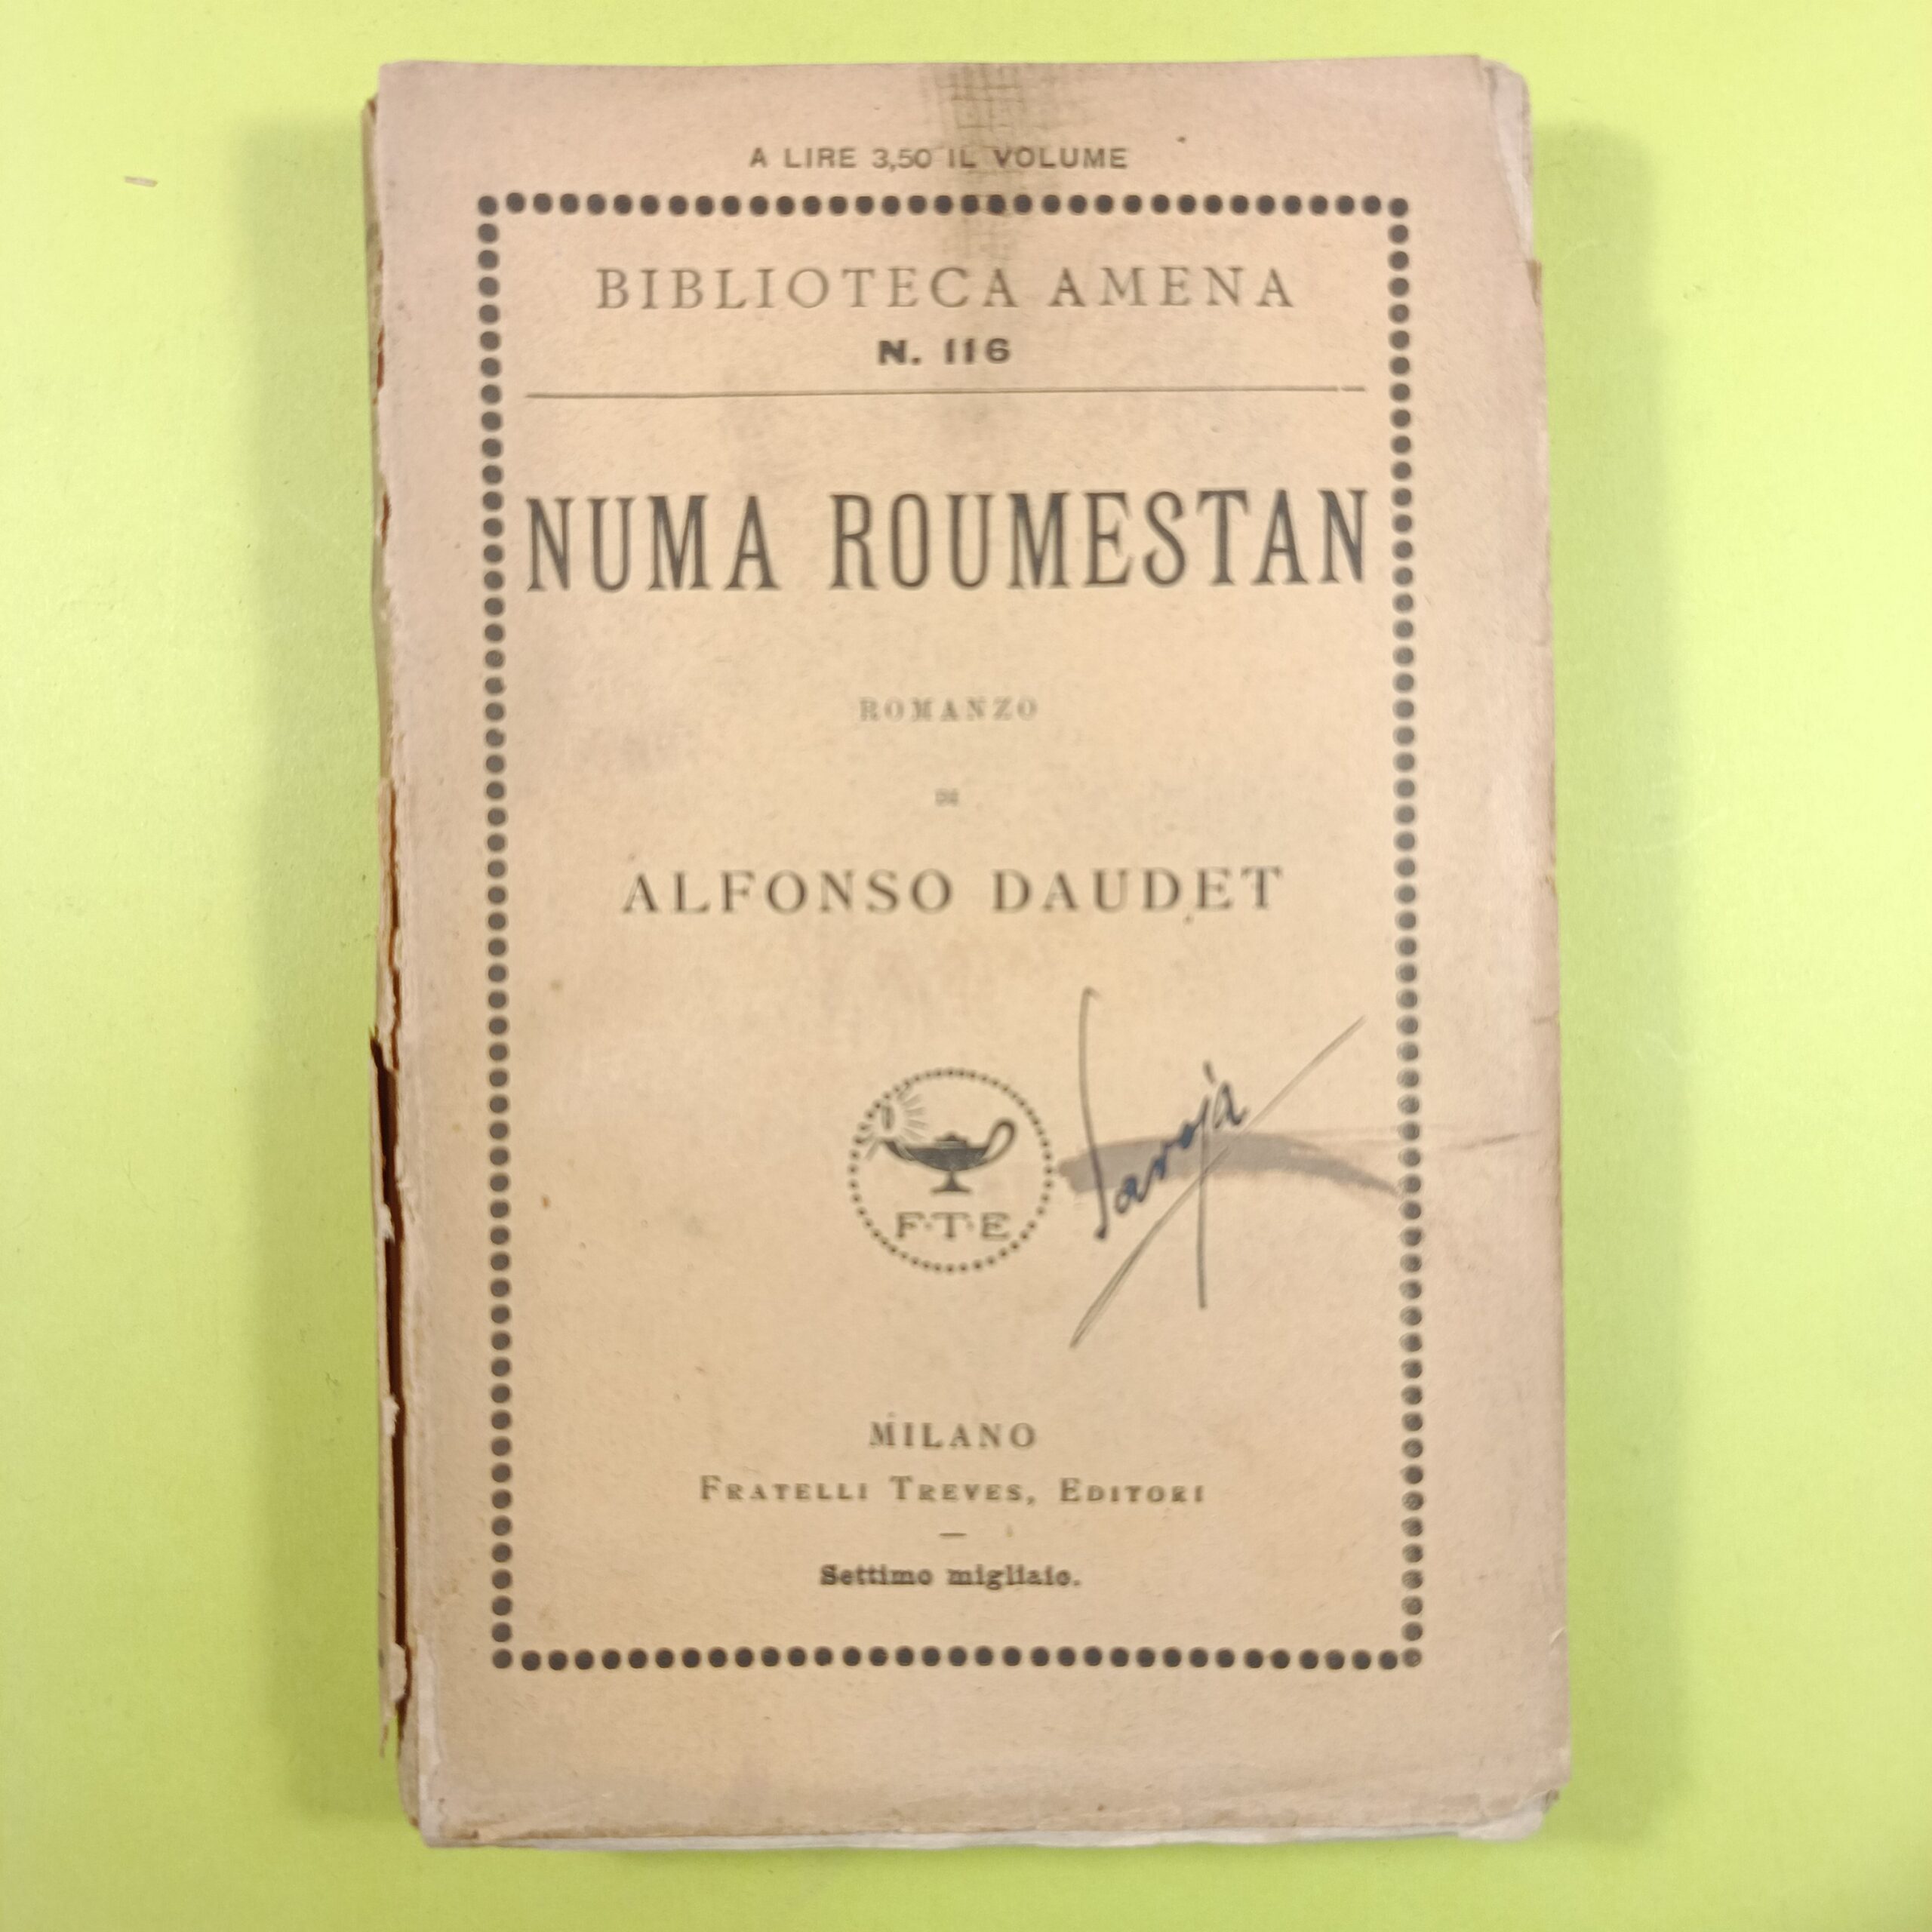 A LIRE 3,50 IL VOLUME
BIBLIOTECA AMENA
N. 116
NUMA ROUMESTAN
ROMANZO
DI
ALFONSO DAUDET
F·T·E
MILANO
FRATELLI TREVES, EDITORI
Settimo migliaio.